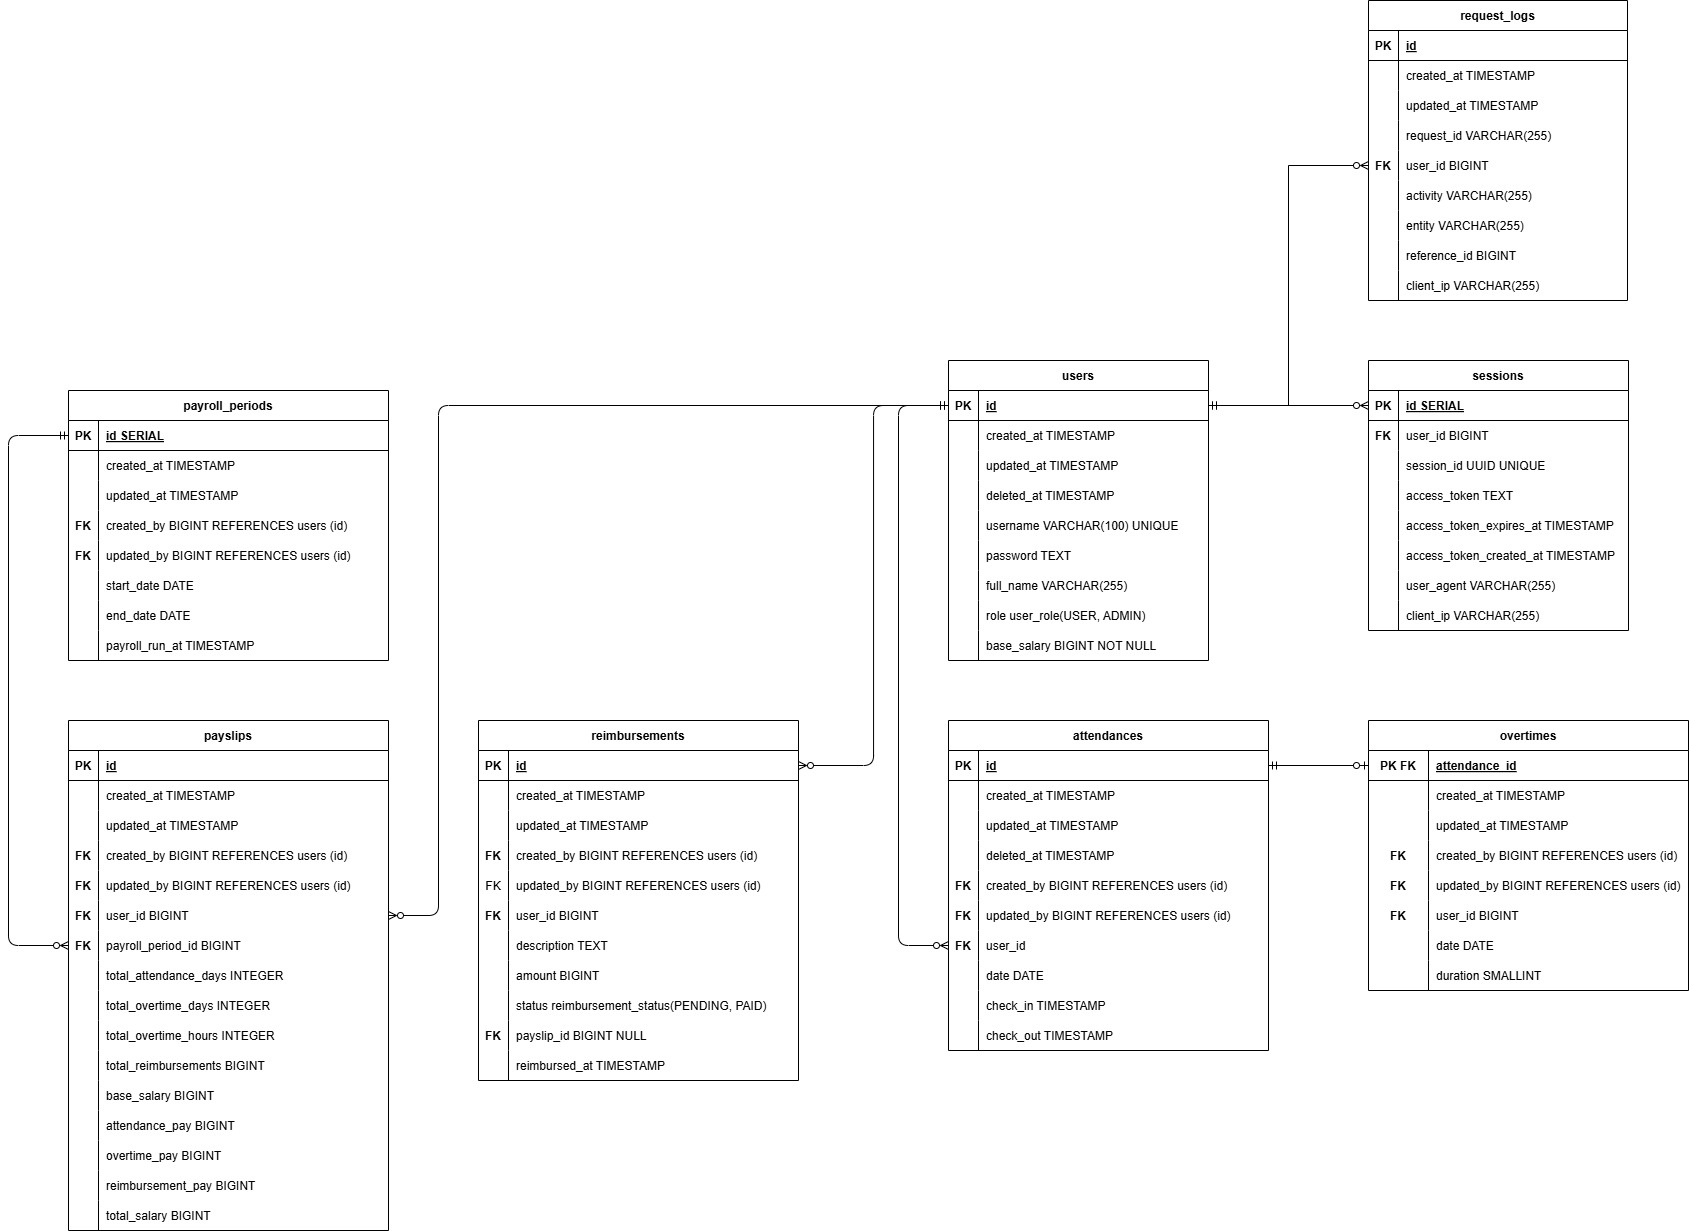 request_logs
PK id
created_at TIMESTAMP
updated_at TIMESTAMP
request_id VARCHAR(255)
FK user_id BIGINT
activity VARCHAR(255)
entity VARCHAR(255)
reference_id BIGINT
client_ip VARCHAR(255)
payroll_periods
PK id SERIAL
created_at TIMESTAMP
updated_at TIMESTAMP
FK created_by BIGINT REFERENCES users (id)
FK updated_by BIGINT REFERENCES users (id)
start_date DATE
end_date DATE
payroll_run_at TIMESTAMP
users
PK id
created_at TIMESTAMP
updated_at TIMESTAMP
deleted_at TIMESTAMP
username VARCHAR(100) UNIQUE
password TEXT
full_name VARCHAR(255)
role user_role(USER, ADMIN)
base_salary BIGINT NOT NULL
sessions
PK id SERIAL
FK user_id BIGINT
session_id UUID UNIQUE
access_token TEXT
access_token_expires_at TIMESTAMP
access_token_created_at TIMESTAMP
user_agent VARCHAR(255)
client_ip VARCHAR(255)
payslips
PK id
created_at TIMESTAMP
updated_at TIMESTAMP
FK created_by BIGINT REFERENCES users (id)
FK updated_by BIGINT REFERENCES users (id)
FK user_id BIGINT
FK payroll_period_id BIGINT
total_attendance_days INTEGER
total_overtime_days INTEGER
total_overtime_hours INTEGER
total_reimbursements BIGINT
base_salary BIGINT
attendance_pay BIGINT
overtime_pay BIGINT
reimbursement_pay BIGINT
total_salary BIGINT
reimbursements
PK id
created_at TIMESTAMP
updated_at TIMESTAMP
FK created_by BIGINT REFERENCES users (id)
FK updated_by BIGINT REFERENCES users (id)
FK user_id BIGINT
description TEXT
amount BIGINT
status reimbursement_status(PENDING, PAID)
FK payslip_id BIGINT NULL
reimbursed_at TIMESTAMP
attendances
PK id
created_at TIMESTAMP
updated_at TIMESTAMP
deleted_at TIMESTAMP
FK created_by BIGINT REFERENCES users (id)
FK updated_by BIGINT REFERENCES users (id)
FK user_id
date DATE
check_in TIMESTAMP
check_out TIMESTAMP
overtimes
PK FK attendance_id
created_at TIMESTAMP
updated_at TIMESTAMP
FK created_by BIGINT REFERENCES users (id)
FK updated_by BIGINT REFERENCES users (id)
FK user_id BIGINT
date DATE
duration SMALLINT